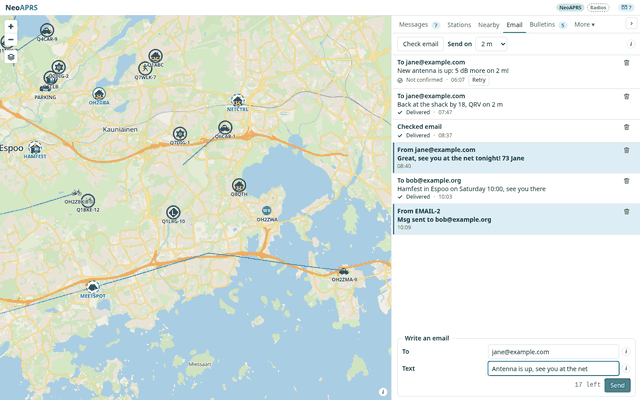 NeoAPRS
NeoAPRS
Radios
7
Messages 7
Stations
Nearby
Email
Bulletins 5
More
Check email
Send on
2 m
To jane@example.com
New antenna is up: 5 dB more on 2 m!
Not confirmed · 06:07
Retry
To jane@example.com
Back at the shack by 18, QRV on 2 m
Delivered · 07:47
Checked email
Delivered · 08:37
From jane@example.com
Great, see you at the net tonight! 73 Jane
08:40
To bob@example.org
Hamfest in Espoo on Saturday 10:00, see you there
Delivered · 10:03
From EMAIL-2
Msg sent to bob@example.org
10:09
Write an email
To
jane@example.com
Text
Antenna is up, see you at the net
17 left
Send
+
−
PARKING
OH2ZBA
Kauniainen
Espoo
HAMFEST
Q1BKE-12
OH2ZWA
OH2ZMA-9
MEETSPOT
Miessaari